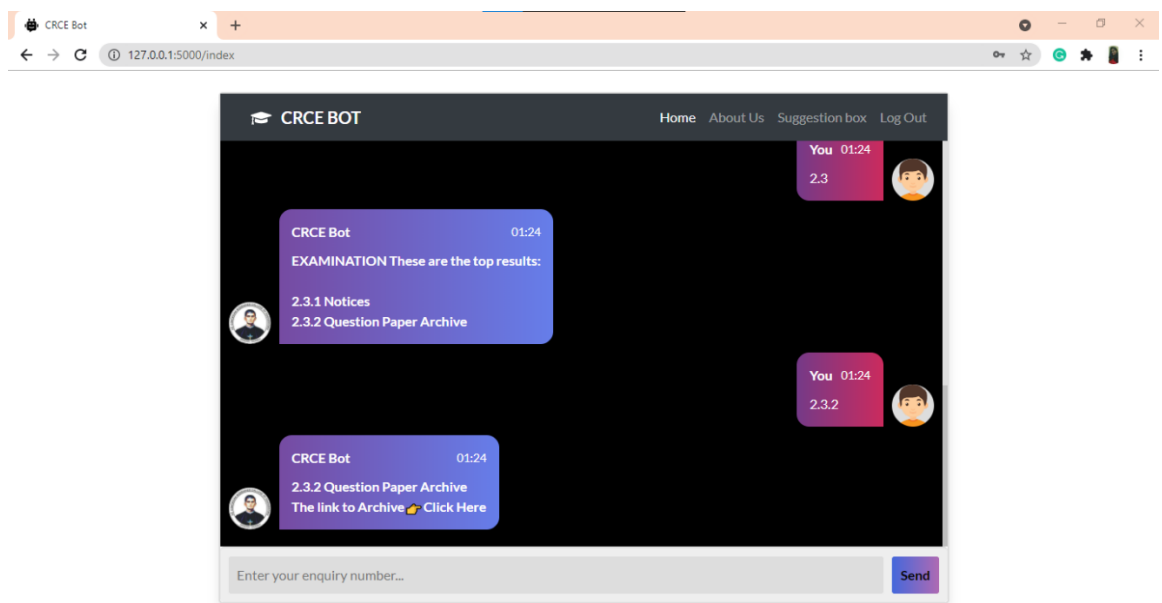 CRCE Bot
127.0.0.1:5000/index
CRCE BOT
Home About Us Suggestion box Log Out
You 01:24
2.3
CRCE Bot 01:24
EXAMINATION These are the top results:
2.3.1 Notices
2.3.2 Question Paper Archive
You 01:24
2.3.2
CRCE Bot 01:24
2.3.2 Question Paper Archive
The link to Archive👉Click Here
Enter your enquiry number...
Send